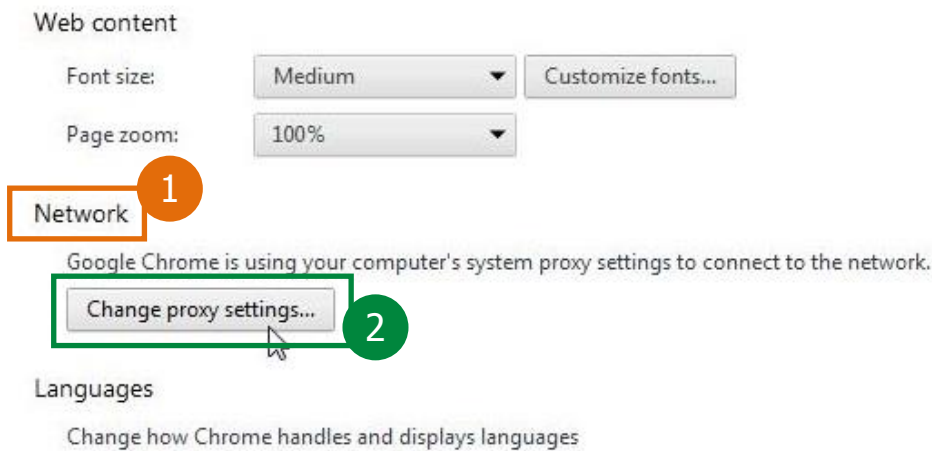 Web content
Font size: Medium Customize fonts...
Page zoom: 100%
1
Network
Google Chrome is using your computer's system proxy settings to connect to the network.
Change proxy settings...
2
Languages
Change how Chrome handles and displays languages